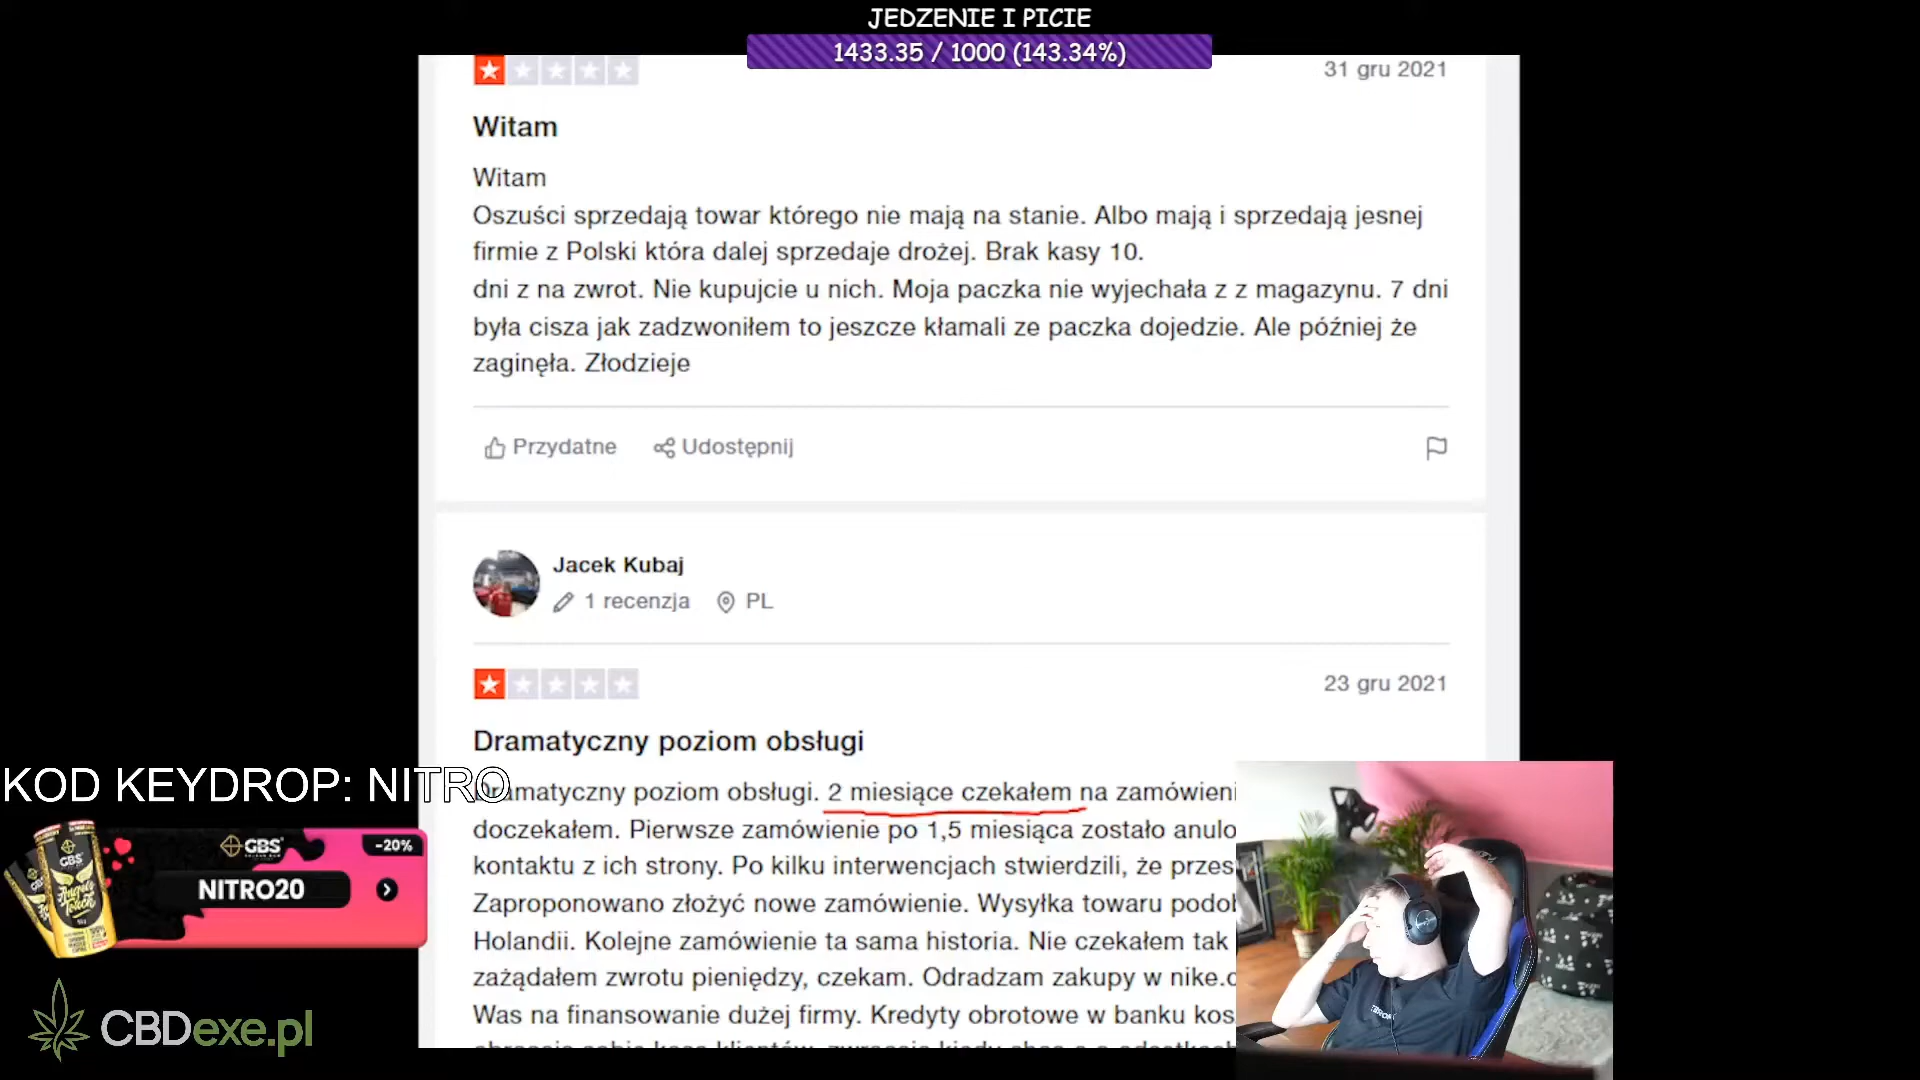 JEDZENIE I PICIE
1433.35 / 1000 (143.34%)
31 gru 2021
Witam
Witam
Oszuści sprzedają towar którego nie mają na stanie. Albo mają i sprzedają jesnej
firmie z Polski która dalej sprzedaje drożej. Brak kasy 10.
dni z na zwrot. Nie kupujcie u nich. Moja paczka nie wyjechała z z magazynu. 7 dni
była cisza jak zadzwoniłem to jeszcze kłamali ze paczka dojedzie. Ale później że
zaginęła. Złodzieje
Przydatne Udostępnij
Jacek Kubaj
1 recenzja PL
23 gru 2021
Dramatyczny poziom obsługi
Dramatyczny poziom obsługi. 2 miesiące czekałem na zamówieni
doczekałem. Pierwsze zamówienie po 1,5 miesiąca zostało anulo
kontaktu z ich strony. Po kilku interwencjach stwierdzili, że przes
Zaproponowano złożyć nowe zamówienie. Wysyłka towaru podob
Holandii. Kolejne zamówienie ta sama historia. Nie czekałem tak
zażądałem zwrotu pieniędzy, czekam. Odradzam zakupy w nike.c
Was na finansowanie dużej firmy. Kredyty obrotowe w banku kos
KOD KEYDROP: NITRO
GBS
-20%
NITRO20
GBS
Angel's
Touch
CBDexe.pl